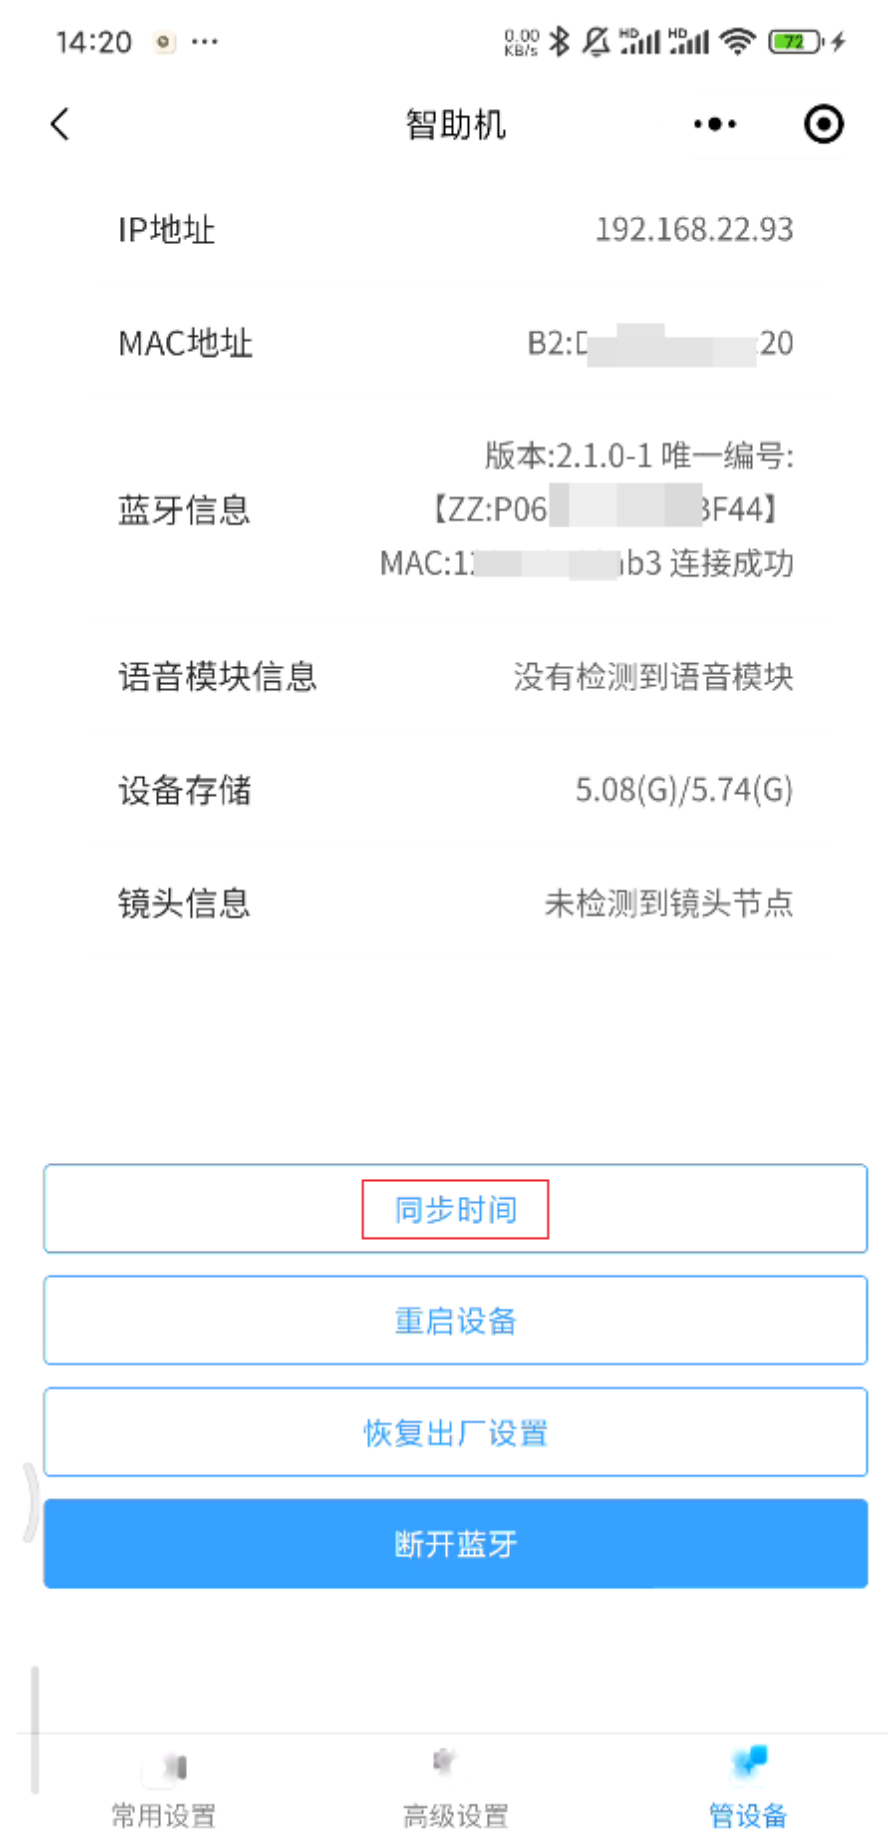 14:20 ··· 0.00 KB/s HD HD 72
智助机
IP地址 192.168.22.93
MAC地址 B2: 20
版本:2.1.0-1 唯一编号:
蓝牙信息 【ZZ:P06 F44】
MAC:1 b3 连接成功
语音模块信息 没有检测到语音模块
设备存储 5.08(G)/5.74(G)
镜头信息 未检测到镜头节点
同步时间
重启设备
恢复出厂设置
断开蓝牙
常用设置 高级设置 管设备